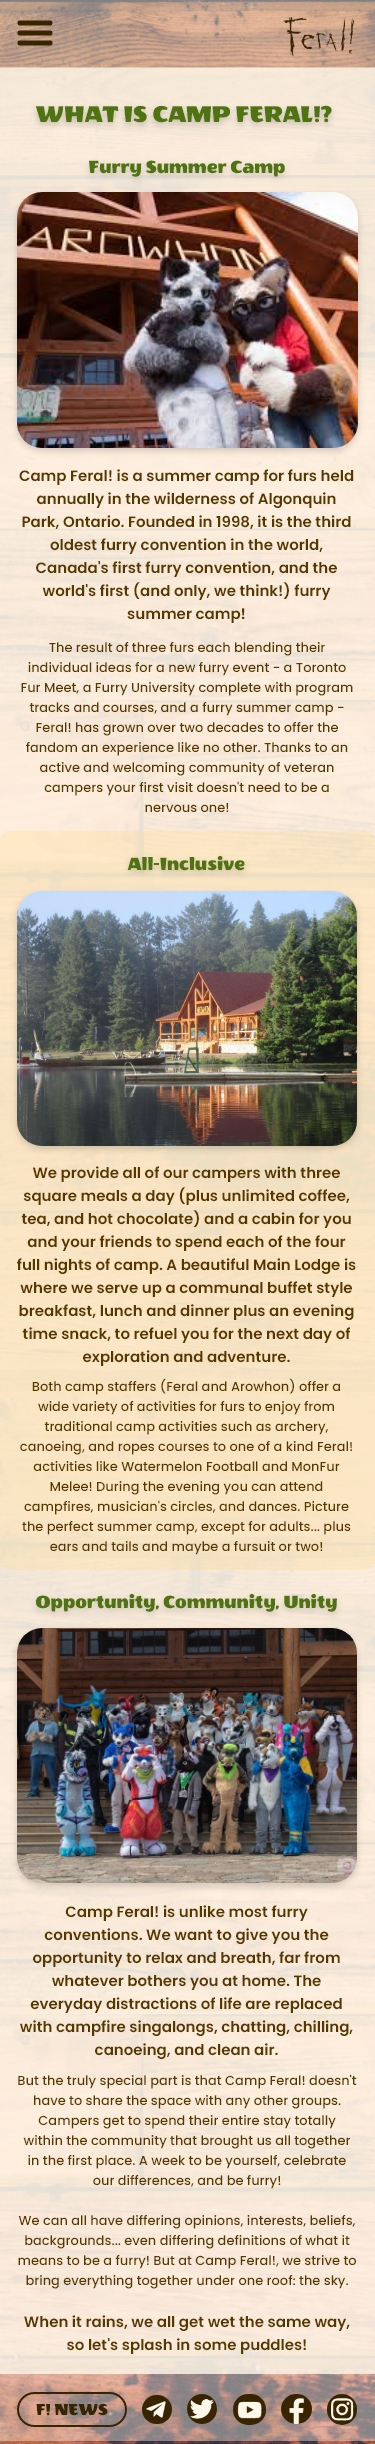 Feral!
WHAT IS CAMP FERAL!?
Furry Summer Camp
AROWHON
Camp Feral! is a summer camp for furs held
annually in the wilderness of Algonquin
Park, Ontario. Founded in 1998, it is the third
oldest furry convention in the world,
Canada's first furry convention, and the
world's first (and only, we think!) furry
summer camp!
The result of three furs each blending their
individual ideas for a new furry event - a Toronto
Fur Meet, a Furry University complete with program
tracks and courses, and a furry summer camp -
Feral! has grown over two decades to offer the
fandom an experience like no other. Thanks to an
active and welcoming community of veteran
campers your first visit doesn't need to be a
nervous one!
All-Inclusive
We provide all of our campers with three
square meals a day (plus unlimited coffee,
tea, and hot chocolate) and a cabin for you
and your friends to spend each of the four
full nights of camp. A beautiful Main Lodge is
where we serve up a communal buffet style
breakfast, lunch and dinner plus an evening
time snack, to refuel you for the next day of
exploration and adventure.
Both camp staffers (Feral and Arowhon) offer a
wide variety of activities for furs to enjoy from
traditional camp activities such as archery,
canoeing, and ropes courses to one of a kind Feral!
activities like Watermelon Football and MonFur
Melee! During the evening you can attend
campfires, musician's circles, and dances. Picture
the perfect summer camp, except for adults... plus
ears and tails and maybe a fursuit or two!
Opportunity, Community, Unity
Camp Feral! is unlike most furry
conventions. We want to give you the
opportunity to relax and breath, far from
whatever bothers you at home. The
everyday distractions of life are replaced
with campfire singalongs, chatting, chilling,
canoeing, and clean air.
But the truly special part is that Camp Feral! doesn't
have to share the space with any other groups.
Campers get to spend their entire stay totally
within the community that brought us all together
in the first place. A week to be yourself, celebrate
our differences, and be furry!
We can all have differing opinions, interests, beliefs,
backgrounds... even differing definitions of what it
means to be a furry! But at Camp Feral!, we strive to
bring everything together under one roof: the sky.
When it rains, we all get wet the same way,
so let's splash in some puddles!
F! NEWS